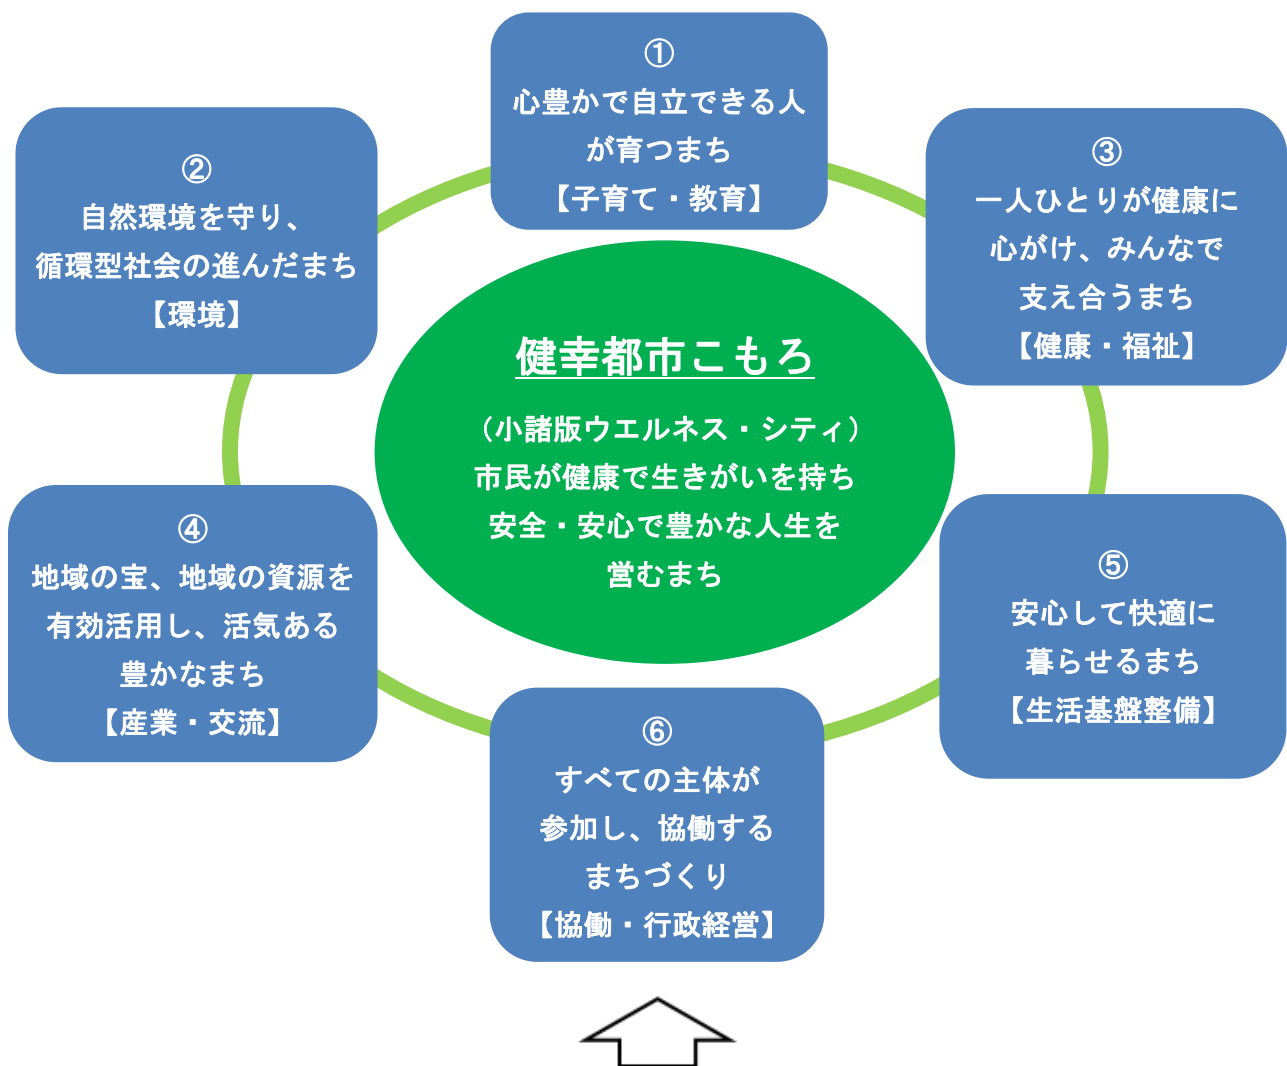 ①
心豊かで自立できる人
が育つまち
【子育て・教育】
②
自然環境を守り、
循環型社会の進んだまち
【環境】
③
一人ひとりが健康に
心がけ、みんなで
支え合うまち
【健康・福祉】
健幸都市こもろ
（小諸版ウエルネス・シティ）
市民が健康で生きがいを持ち
安全・安心で豊かな人生を
営むまち
④
地域の宝、地域の資源を
有効活用し、活気ある
豊かなまち
【産業・交流】
⑤
安心して快適に
暮らせるまち
【生活基盤整備】
⑥
すべての主体が
参加し、協働する
まちづくり
【協働・行政経営】